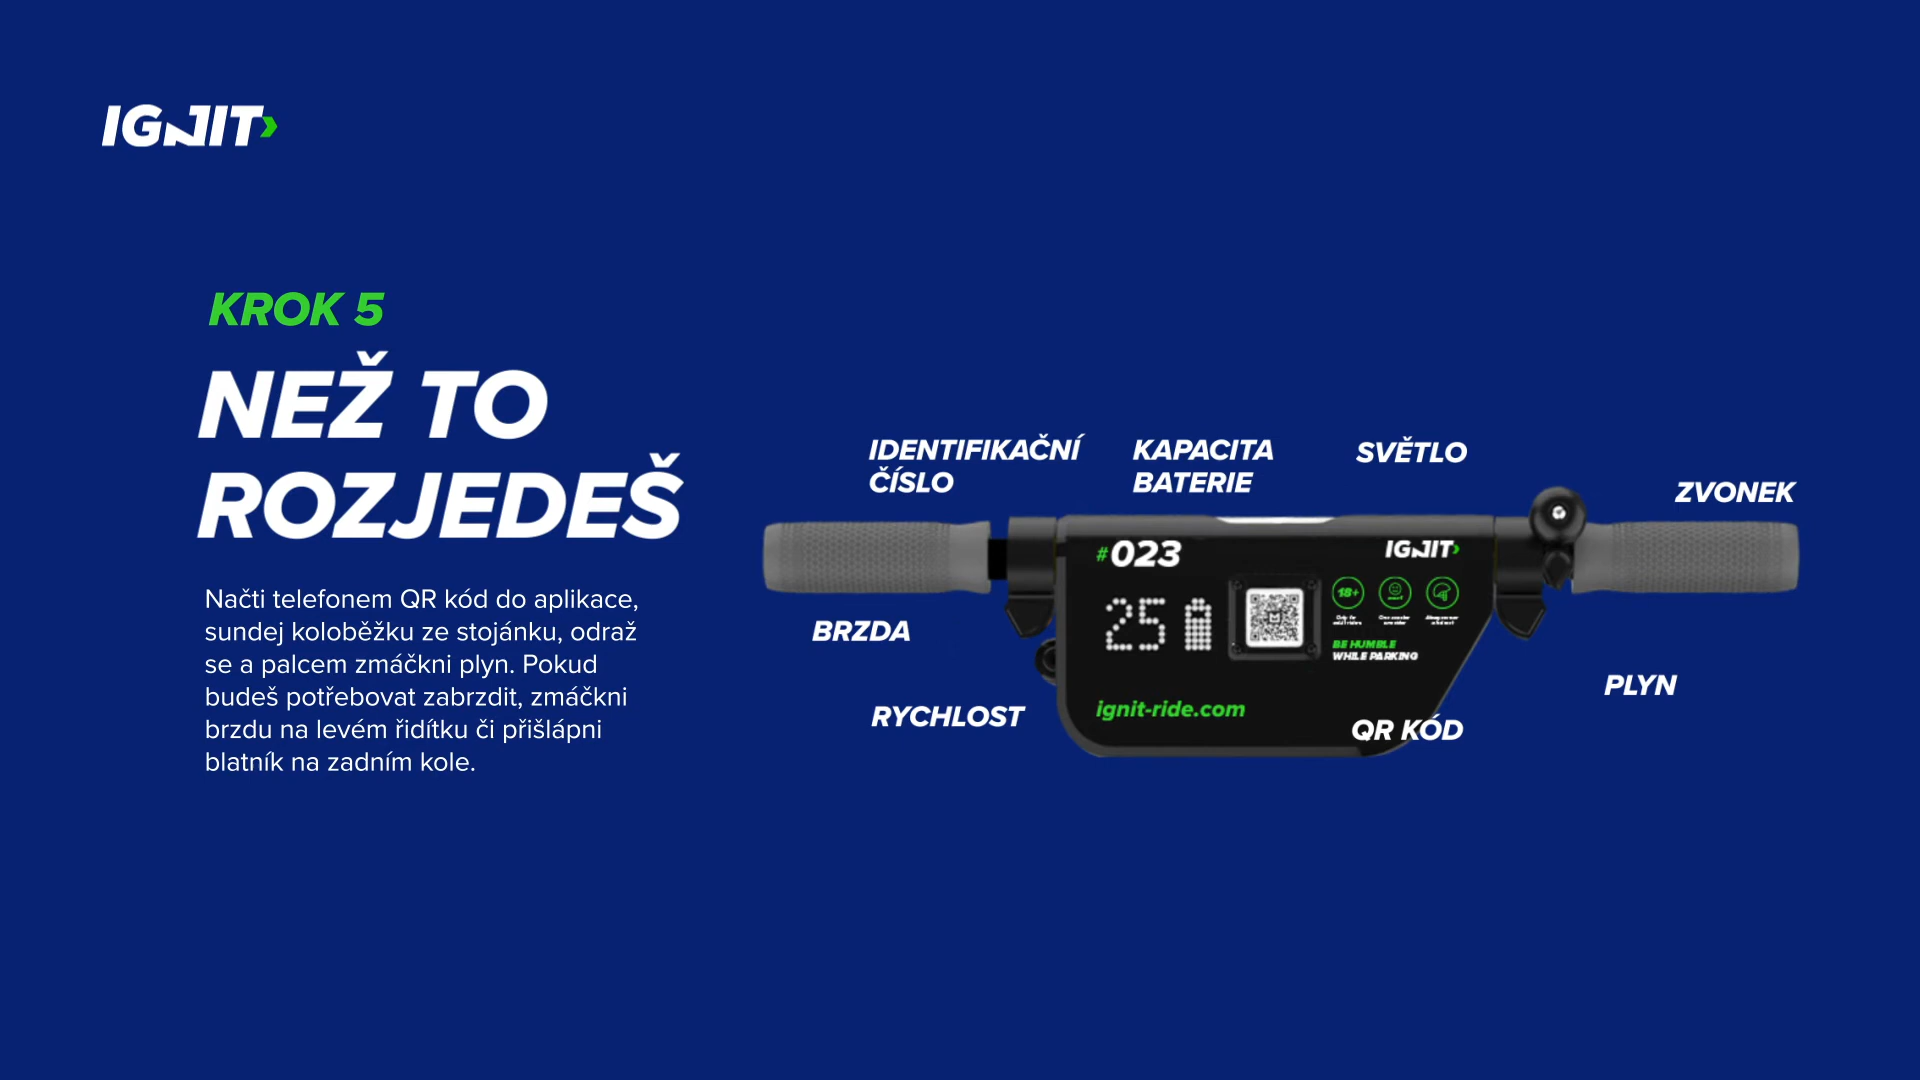 IGNIT
KROK 5
NEŽ TO
ROZJEDEŠ
Načti telefonem QR kód do aplikace,
sundej koloběžku ze stojánku, odraž
se a palcem zmáčkni plyn. Pokud
budeš potřebovat zabrzdit, zmáčkni
brzdu na levém řidítku či přišlápni
blatník na zadním kole.
IDENTIFIKAČNÍ
ČÍSLO
KAPACITA
BATERIE
SVĚTLO
ZVONEK
BRZDA
RYCHLOST
PLYN
QR KÓD
#023
25
IGNIT
18+
BE HUMBLE
WHILE PARKING
ignit-ride.com